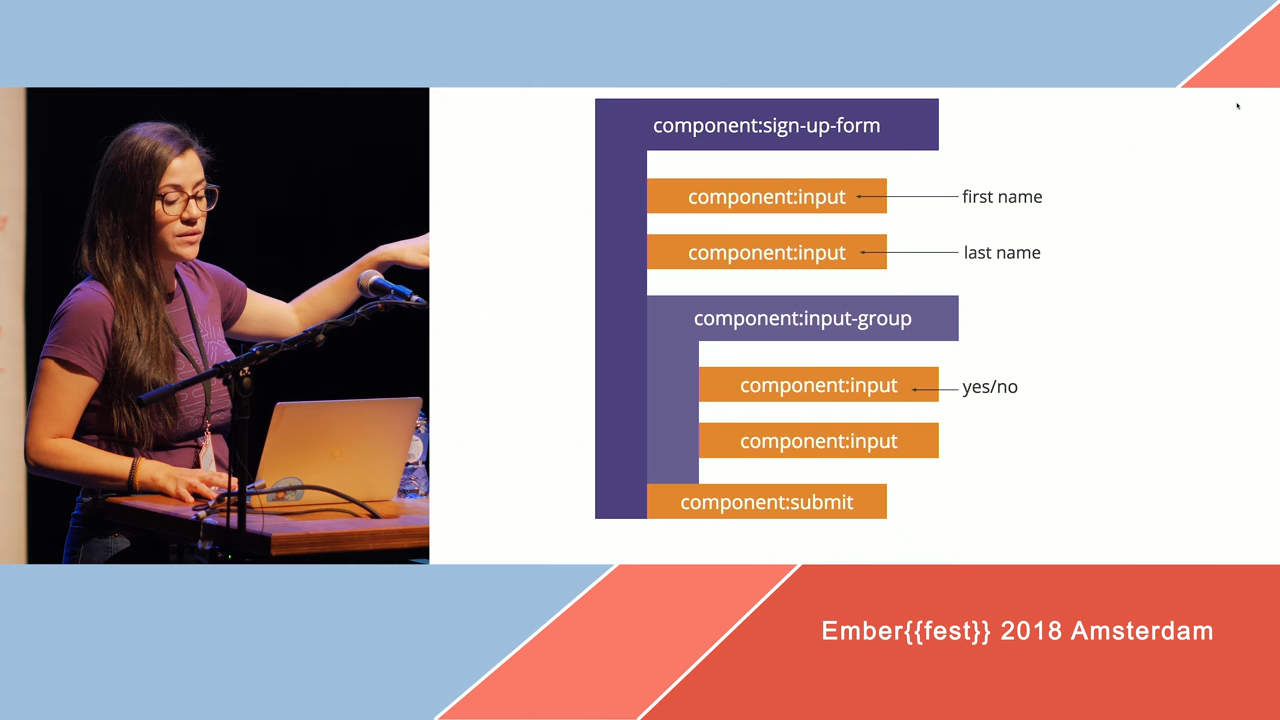 component:sign-up-form
component:input
first name
component:input
last name
component:input-group
component:input
yes/no
component:input
component:submit
Ember{{fest}} 2018 Amsterdam